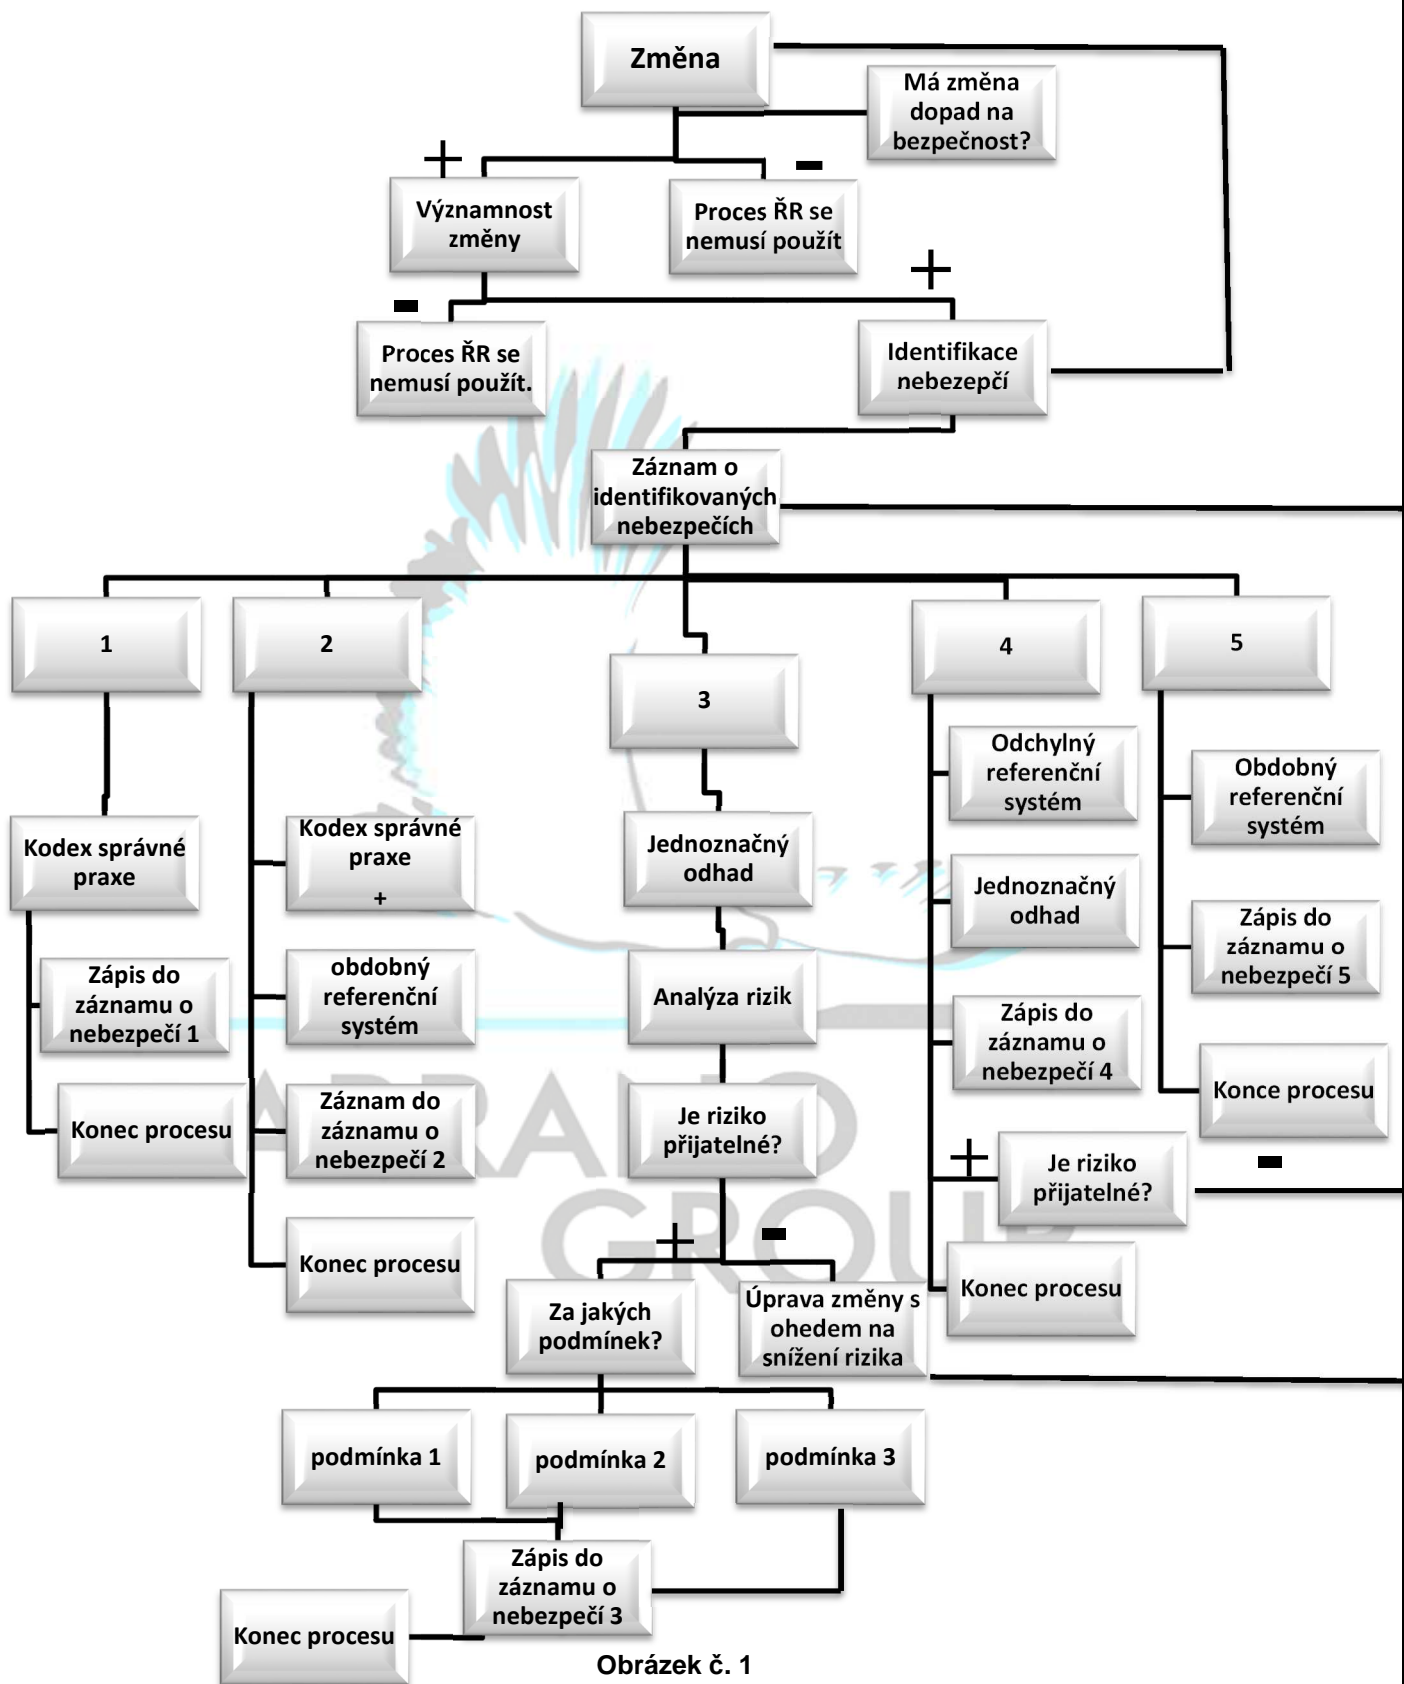 Změna
Má změna
dopad na
bezpečnost?
+
-
Významnost
změny
Proces ŘR se
nemusí použít
+
-
Proces ŘR se
nemusí použít.
Identifikace
nebezepčí
Záznam o
identifikovaných
nebezpečích
1
2
3
4
5
Kodex správné
praxe
Zápis do
záznamu o
nebezpečí 1
Konec procesu
Kodex správné
praxe
+
obdobný
referenční
systém
Záznam do
záznamu o
nebezpečí 2
Konec procesu
Jednoznačný
odhad
Analýza rizik
Je riziko
přijatelné?
+
-
Za jakých
podmínek?
Úprava změny s
ohedem na
snížení rizika
podmínka 1
podmínka 2
podmínka 3
Zápis do
záznamu o
nebezpečí 3
Konec procesu
Odchylný
referenční
systém
Jednoznačný
odhad
Zápis do
záznamu o
nebezpečí 4
+
Je riziko
přijatelné?
-
Konec procesu
Obdobný
referenční
systém
Zápis do
záznamu o
nebezpečí 5
Konce procesu
GROUP
Obrázek č. 1